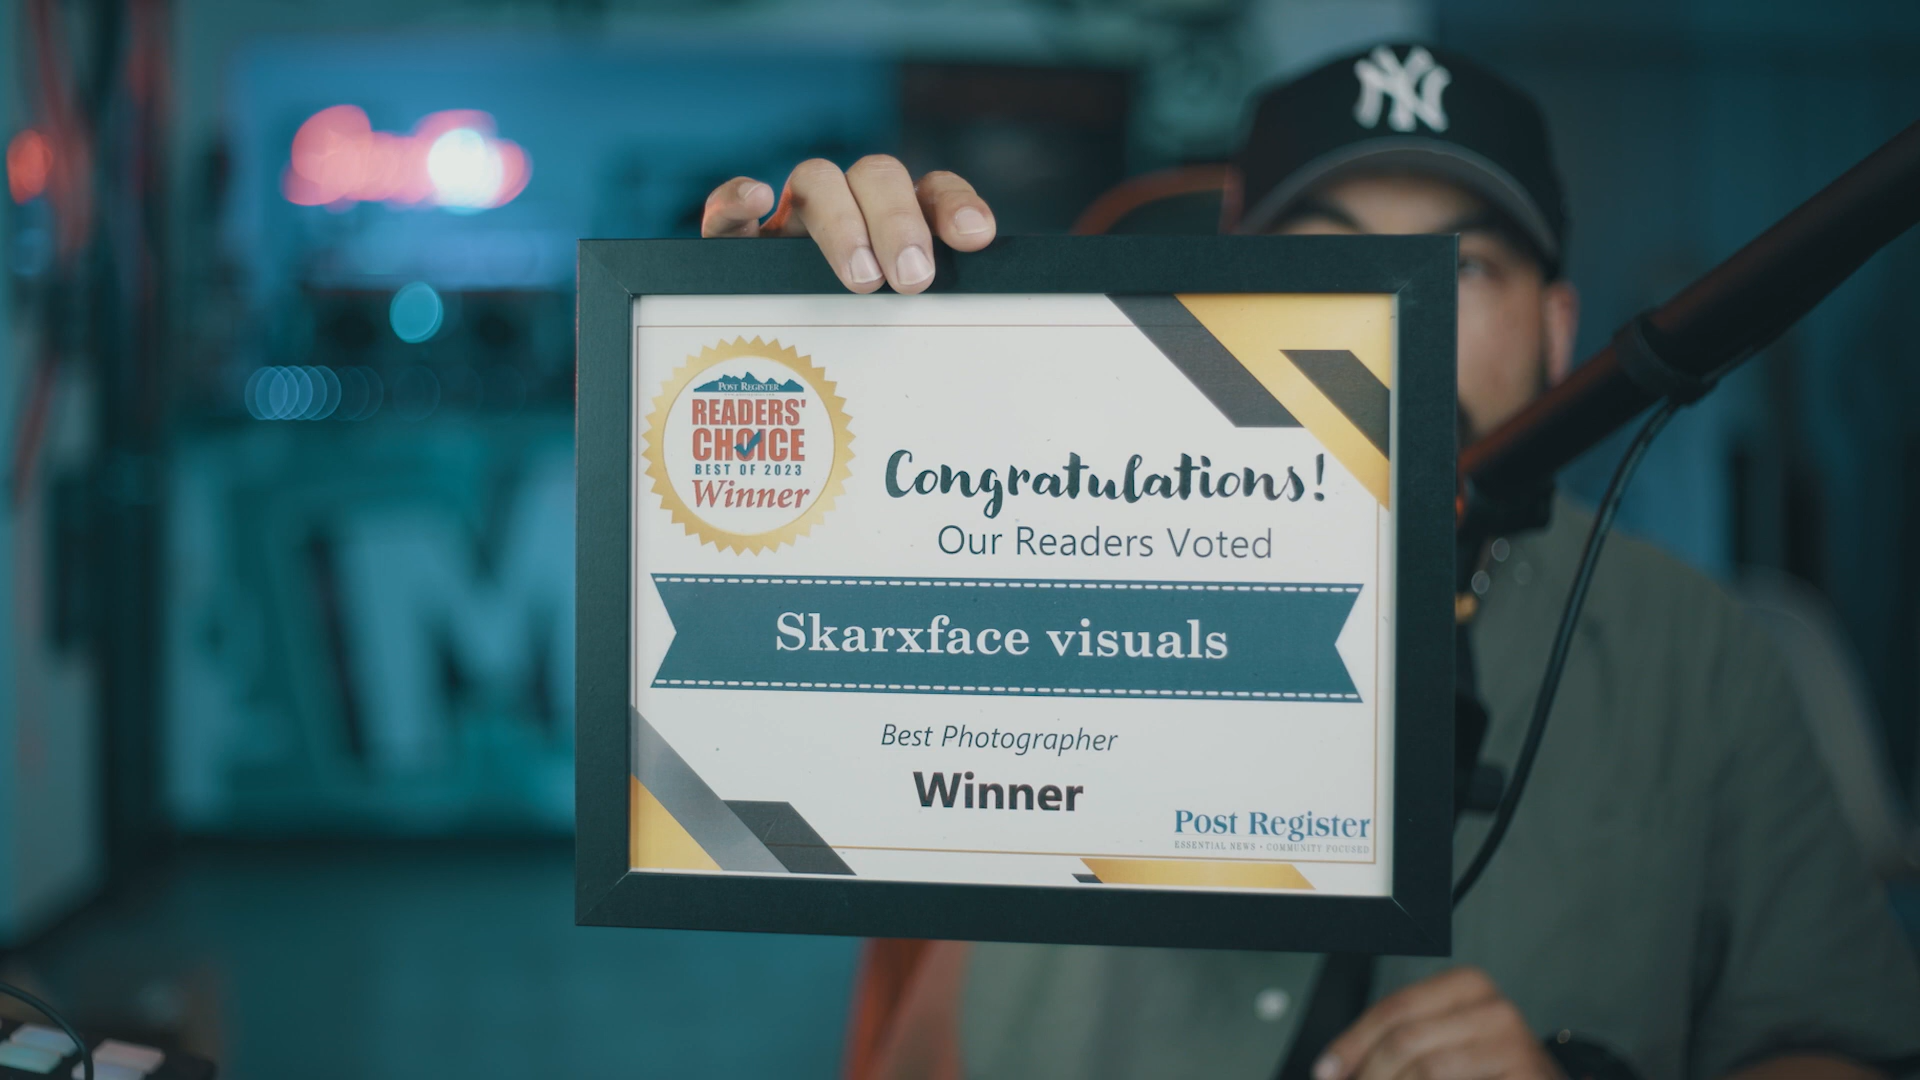 NY
POST REGISTER
READERS'
CHOICE
BEST OF 2023
Winner
Congratulations!
Our Readers Voted
Skarxface visuals
Best Photographer
Winner
Post Register
ESSENTIAL NEWS • COMMUNITY FOCUSED